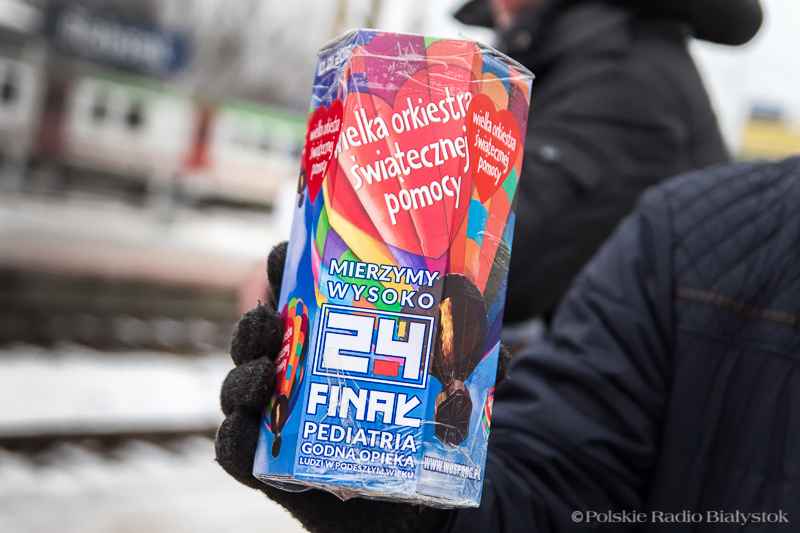 wielka orkiestra
świątecznej
pomocy
wielka orkiestra
świątecznej
pomocy
wielka
orkiestra
świątecznej
pomocy
MIERZYMY
WYSOKO
24
FINAŁ
PEDIATRIA
GODNA OPIEKA
LUDZI W PODESZŁYM WIEKU
WWW.WOSP.ORG.PL
©Polskie Radio Białystok